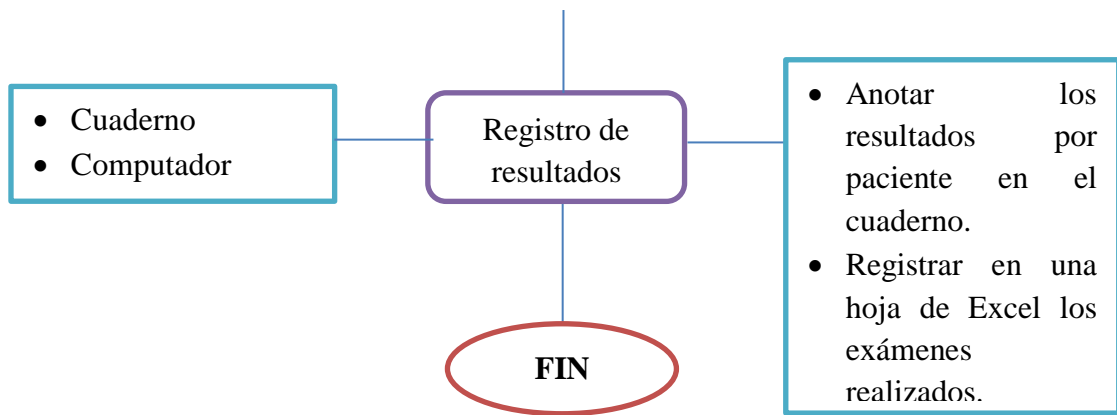 • Cuaderno
• Computador
Registro de
resultados
• Anotar los
resultados por
paciente en el
cuaderno.
• Registrar en una
hoja de Excel los
exámenes
realizados.
FIN